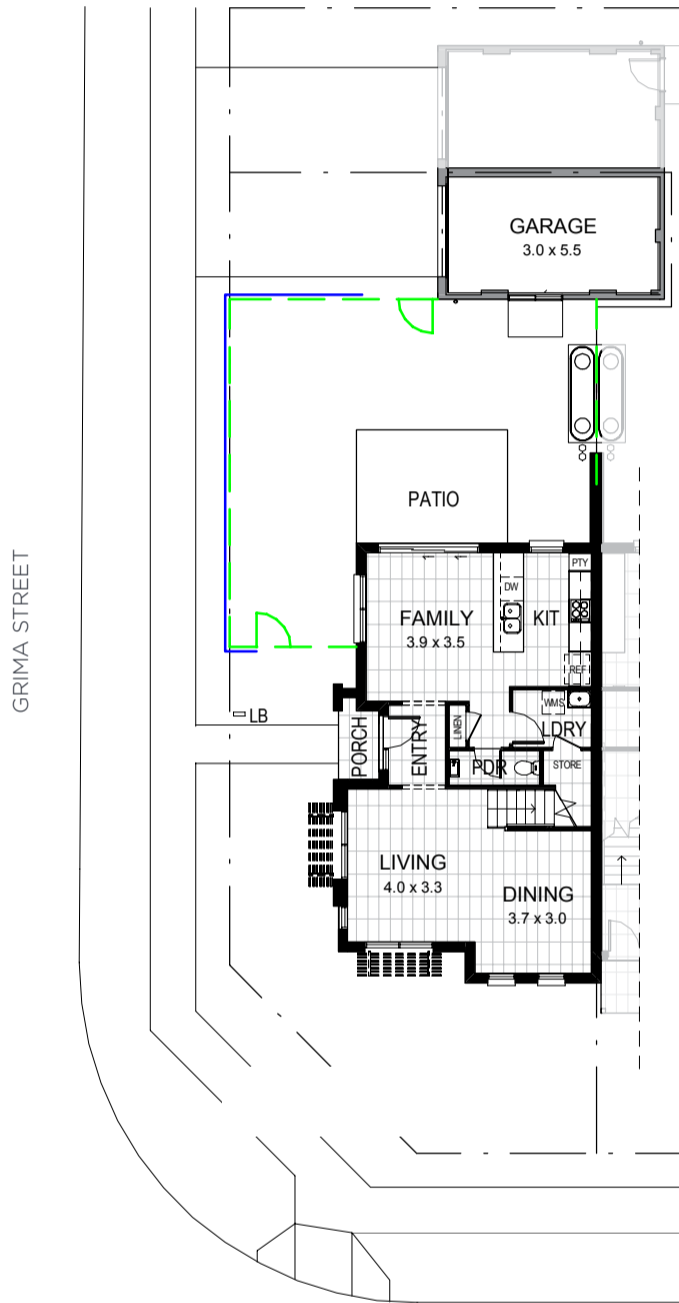 GARAGE
3.0 x 5.5
GRIMA STREET
PATIO
FAMILY
3.9 x 3.5
DW
KIT
PTY
REF
LB
PORCH
ENTRY
LINEN
WMS
LDRY
PDR
STORE
LIVING
4.0 x 3.3
DINING
3.7 x 3.0